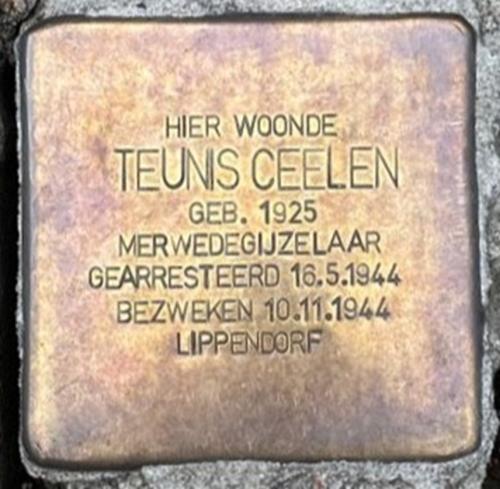 HIER WOONDE
TEUNIS CEELEN
GEB. 1925
MERWEDEGIJZELAAR
GEARRESTEERD 16.5.1944
BEZWEKEN 10.11.1944
LIPPENDORF